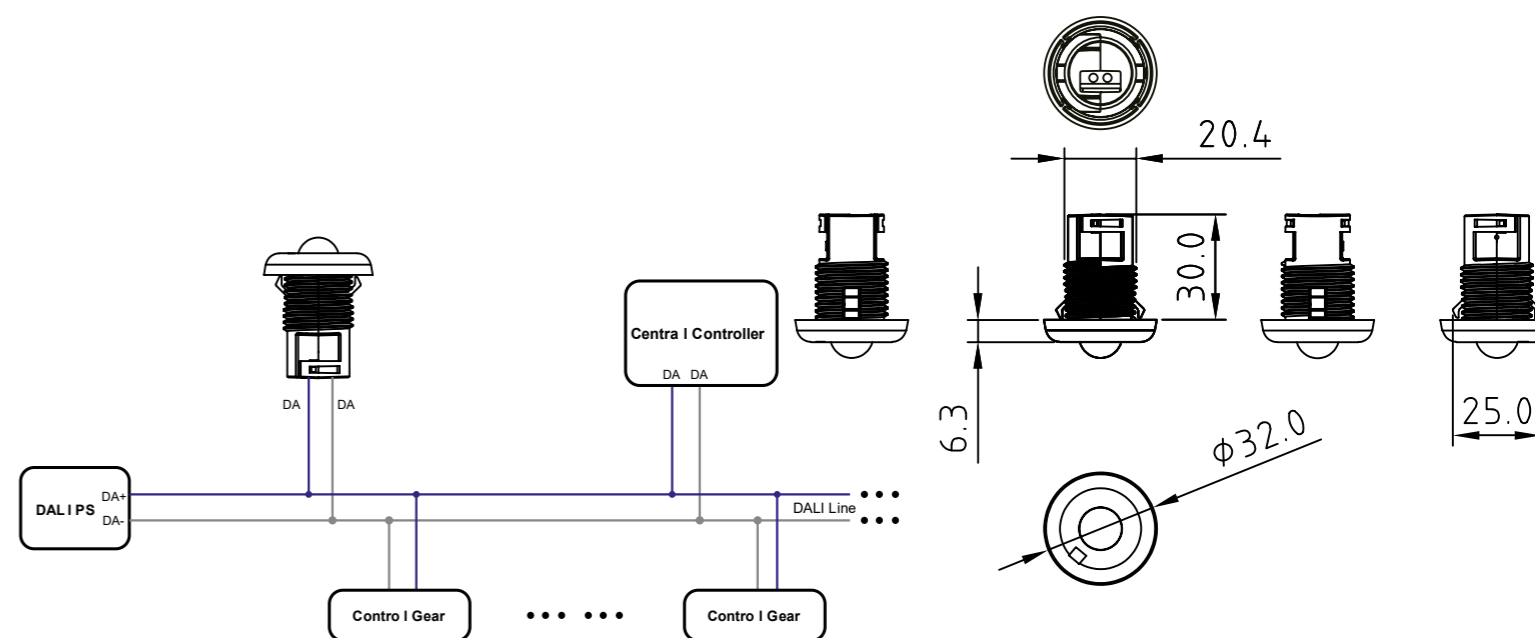 20.4
30.0
Centra l Controller
DA DA
DA DA
6.3
25.0
ϕ32.0
DA+
DAL I PS
DA-
DALI Line
Contro l Gear
Contro l Gear